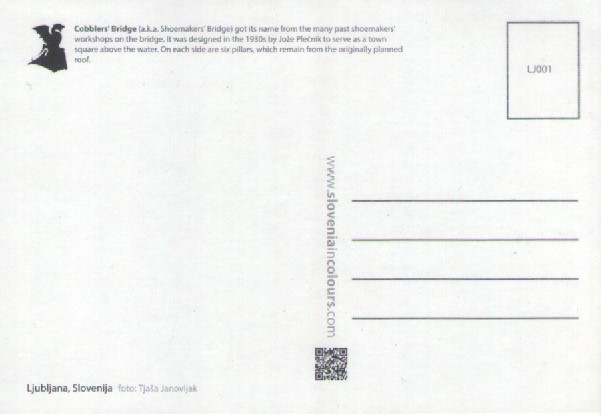 Cobblers' Bridge (a.k.a. Shoemakers' Bridge) got its name from the many past shoemakers'
workshops on the bridge. It was designed in the 1930s by Jože Plečnik to serve as a town
square above the water. On each side are six pillars, which remain from the originally planned
roof.
LJ001
www.sloveniaincolours.com
Ljubljana, Slovenija foto: Tjaša Janovljak